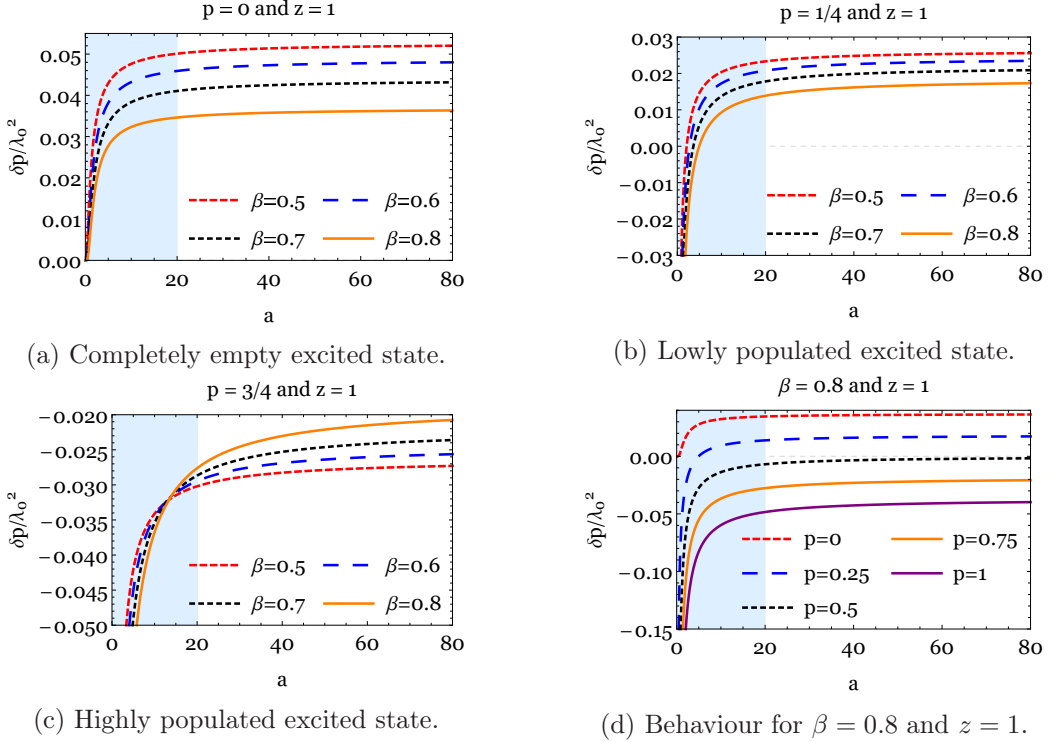 p = 0 and z = 1
δp/λ₀²
0.05
0.04
0.03
0.02
0.01
0.00
0 20 40 60 80
a
β=0.5 β=0.6
β=0.7 β=0.8
(a) Completely empty excited state.
p = 1/4 and z = 1
δp/λ₀²
0.03
0.02
0.01
0.00
−0.01
−0.02
−0.03
0 20 40 60 80
a
β=0.5 β=0.6
β=0.7 β=0.8
(b) Lowly populated excited state.
p = 3/4 and z = 1
δp/λ₀²
−0.020
−0.025
−0.030
−0.035
−0.040
−0.045
−0.050
0 20 40 60 80
a
β=0.5 β=0.6
β=0.7 β=0.8
(c) Highly populated excited state.
β = 0.8 and z = 1
δp/λ₀²
0.00
−0.05
−0.10
−0.15
0 20 40 60 80
a
p=0 p=0.75
p=0.25 p=1
p=0.5
(d) Behaviour for β = 0.8 and z = 1.